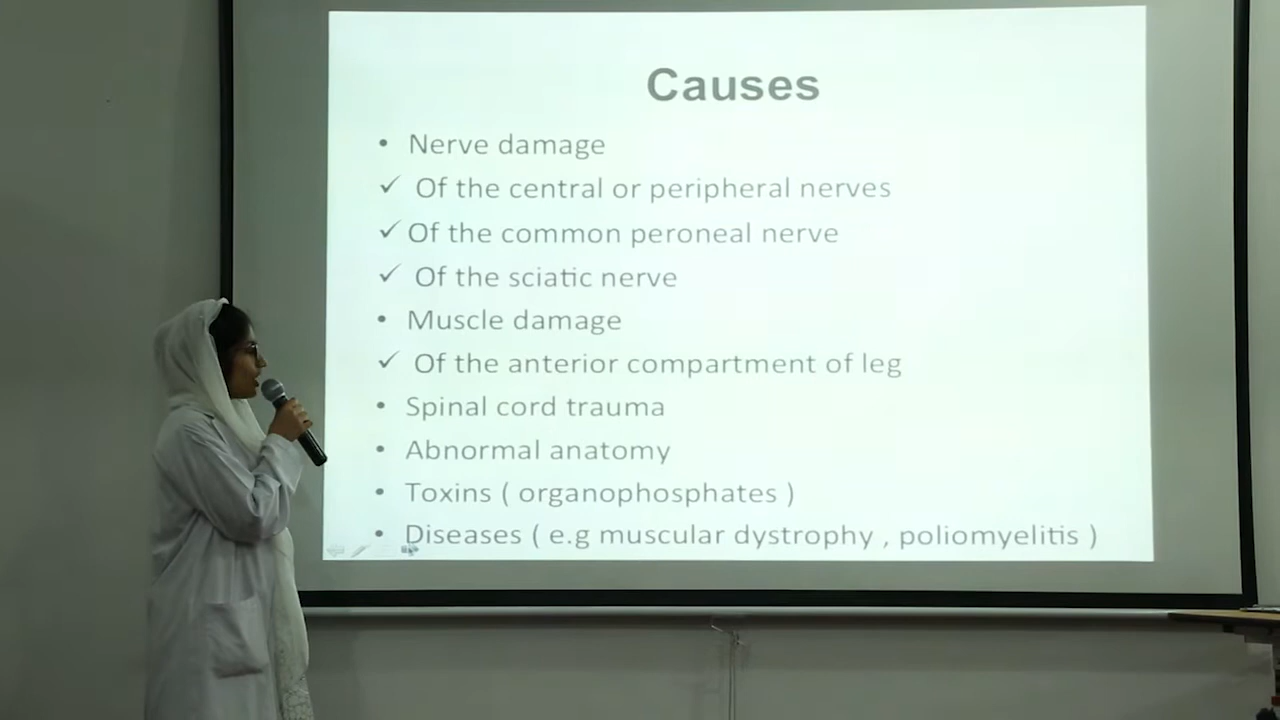 Causes
• Nerve damage
✓ Of the central or peripheral nerves
✓ Of the common peroneal nerve
✓ Of the sciatic nerve
• Muscle damage
✓ Of the anterior compartment of leg
• Spinal cord trauma
• Abnormal anatomy
• Toxins ( organophosphates )
• Diseases ( e.g muscular dystrophy , poliomyelitis )